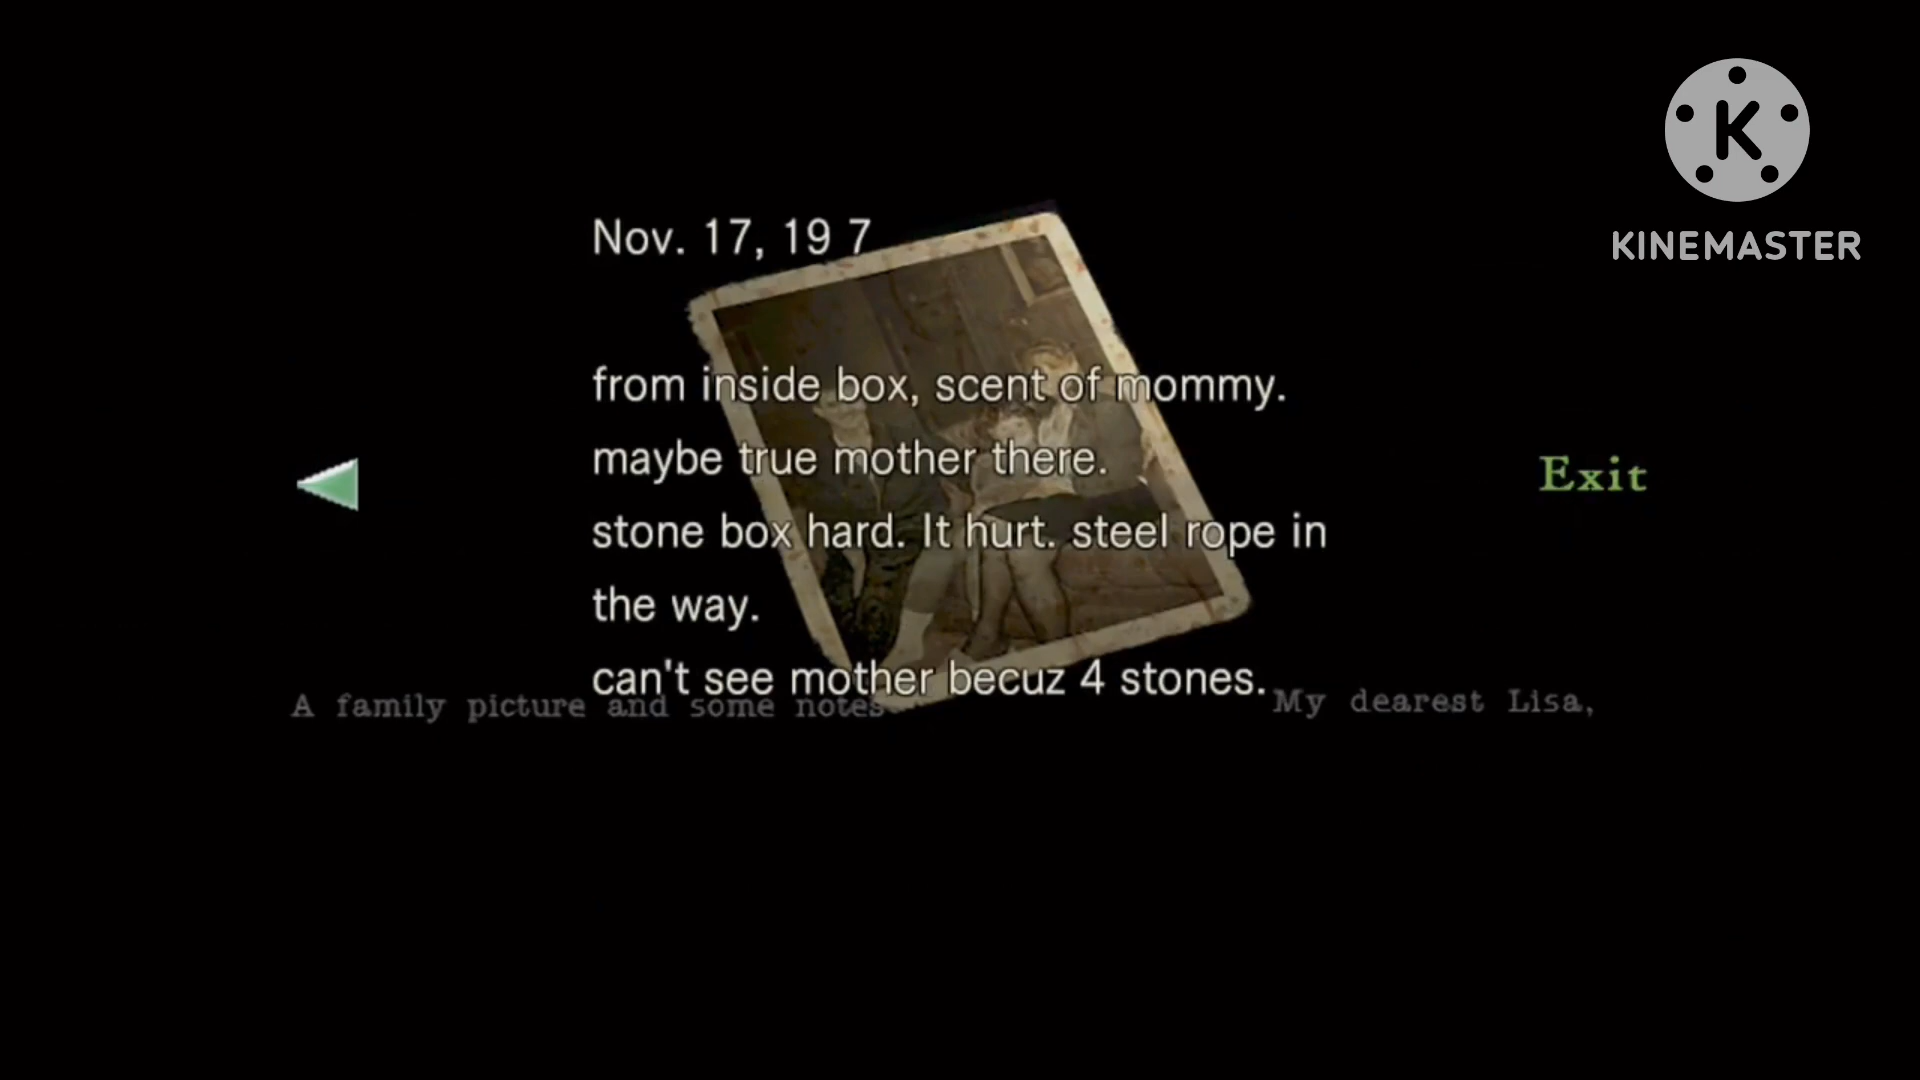 K
KINEMASTER
Nov. 17, 19 7
from inside box, scent of mommy.
maybe true mother there.
stone box hard. It hurt. steel rope in
the way.
can't see mother becuz 4 stones.
Exit
A family picture and some notes
My dearest Lisa,